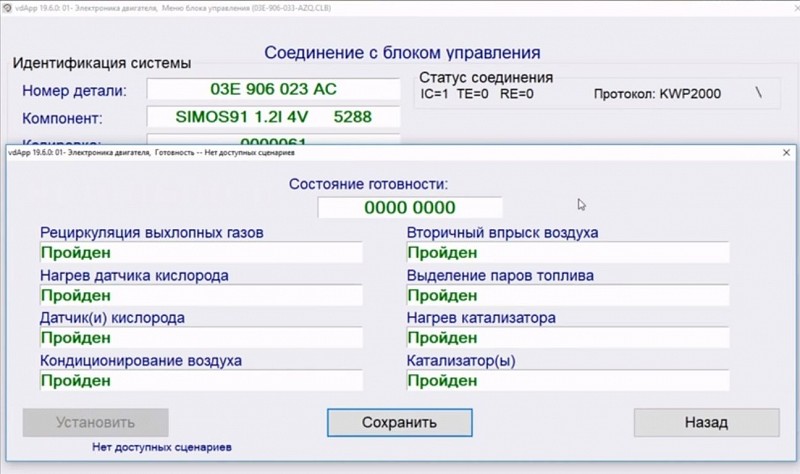 vdApp 19.6.0: 01- Электроника двигателя, Меню блока управления (03E-906-033-AZQ.CLB)
Соединение с блоком управления
Идентификация системы
Статус соединения
Номер детали: 03E 906 023 AC
IC=1 TE=0 RE=0 Протокол: KWP2000 \
Компонент: SIMOS91 1.2l 4V 5288
Кодировка: 0000061
vdApp 19.6.0: 01- Электроника двигателя, Готовность -- Нет доступных сценариев
Состояние готовности:
0000 0000
Рециркуляция выхлопных газов Вторичный впрыск воздуха
Пройден Пройден
Нагрев датчика кислорода Выделение паров топлива
Пройден Пройден
Датчик(и) кислорода Нагрев катализатора
Пройден Пройден
Кондиционирование воздуха Катализатор(ы)
Пройден Пройден
Установить Сохранить Назад
Нет доступных сценариев